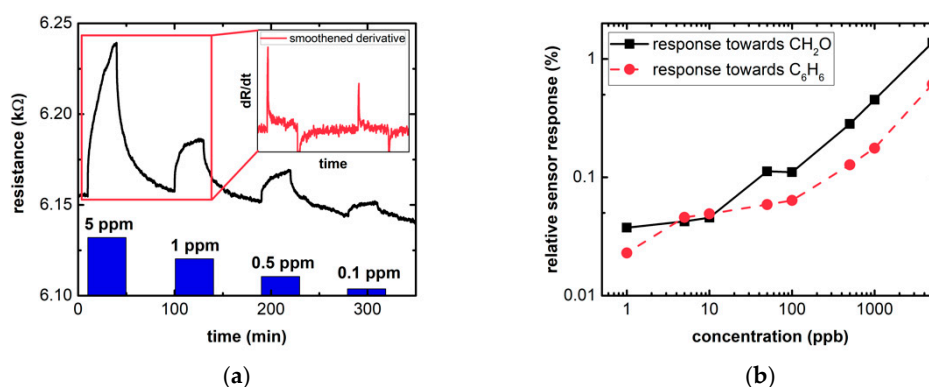 6.25
6.20
6.15
6.10
resistance (kΩ)
smoothened derivative
dR/dt
time
5 ppm
1 ppm
0.5 ppm
0.1 ppm
0
100
200
300
time (min)
(a)
response towards CH₂O
response towards C₆H₆
1
0.1
0.01
relative sensor response (%)
1
10
100
1000
concentration (ppb)
(b)